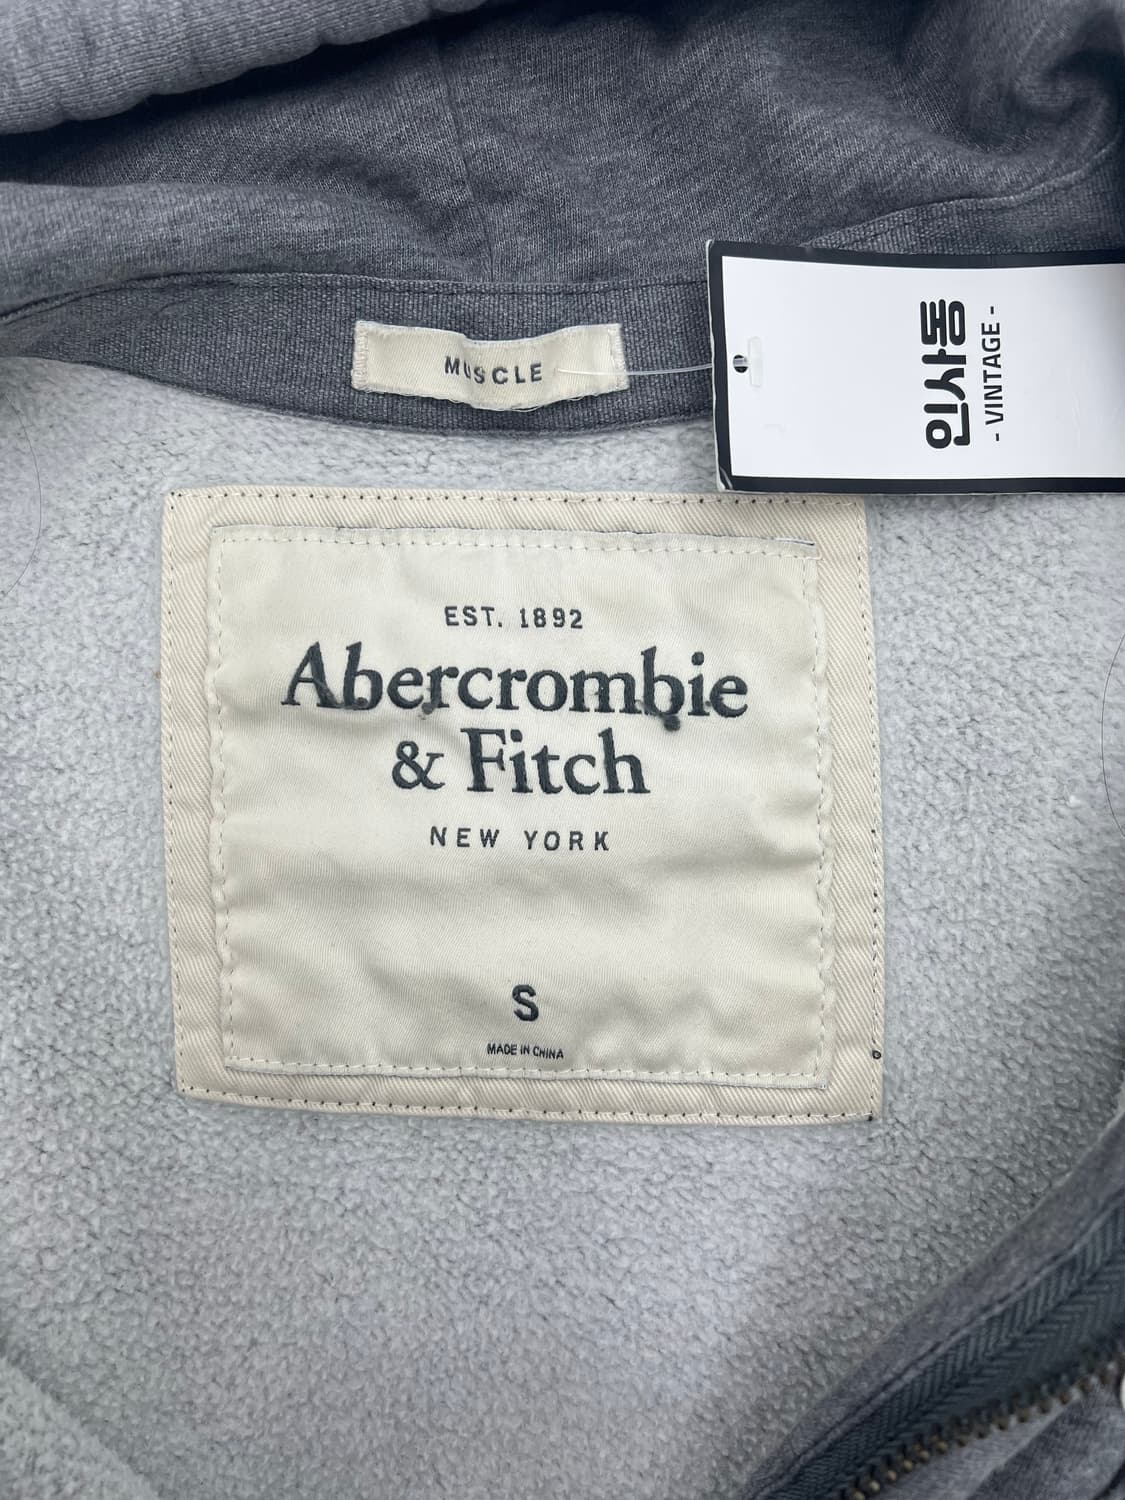 MUSCLE
인사동
- VINTAGE -
EST. 1892
Abercrombie
& Fitch
NEW YORK
S
MADE IN CHINA